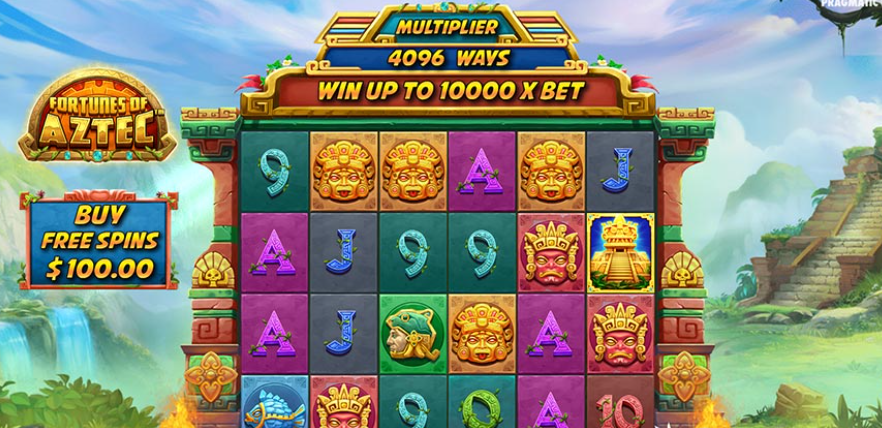 PRAGMATIC
MULTIPLIER
4096 WAYS
WIN UP TO 10000 X BET
FORTUNES OF
AZTEC™
BUY
FREE SPINS
$100.00
9 A J
A J 9 9
A J A
9 Q A 10